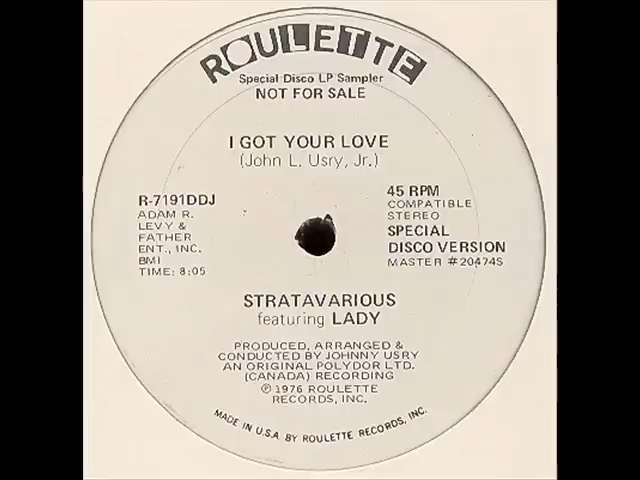 ROULETTE
Special Disco LP Sampler
NOT FOR SALE
I GOT YOUR LOVE
(John L. Usry, Jr.)
R-7191DDJ
ADAM R.
LEVY &
FATHER
ENT., INC.
BMI
TIME: 8:05
45 RPM
COMPATIBLE
STEREO
SPECIAL
DISCO VERSION
MASTER #20474S
STRATAVARIOUS
featuring LADY
PRODUCED, ARRANGED &
CONDUCTED BY JOHNNY USRY
AN ORIGINAL POLYDOR LTD.
(CANADA) RECORDING
℗ 1976 ROULETTE
RECORDS, INC.
MADE IN U.S.A. BY ROULETTE RECORDS, INC.